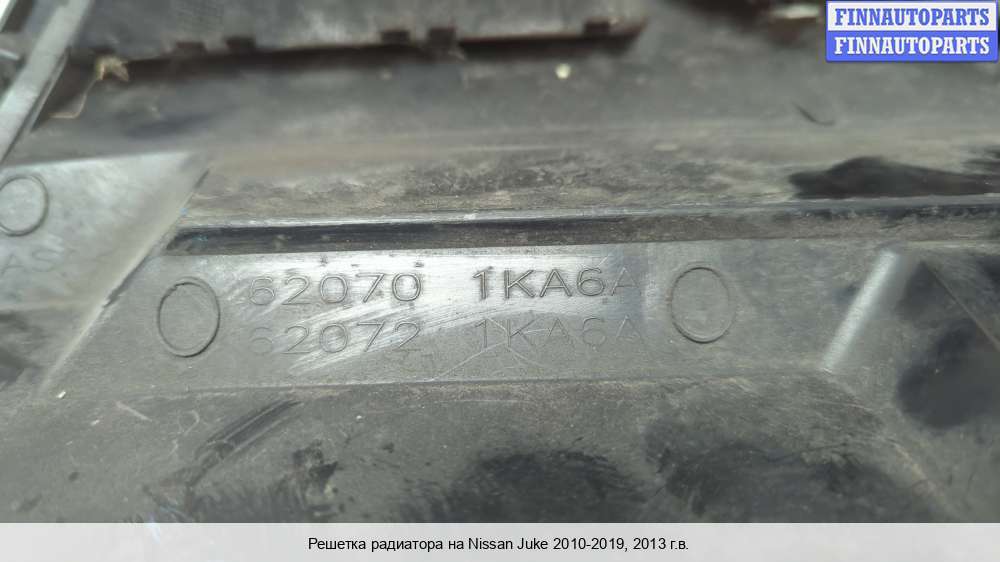 FINNAUTOPARTS
FINNAUTOPARTS
62070 1KA6A
62072 1KA6A
Решетка радиатора на Nissan Juke 2010-2019, 2013 г.в.